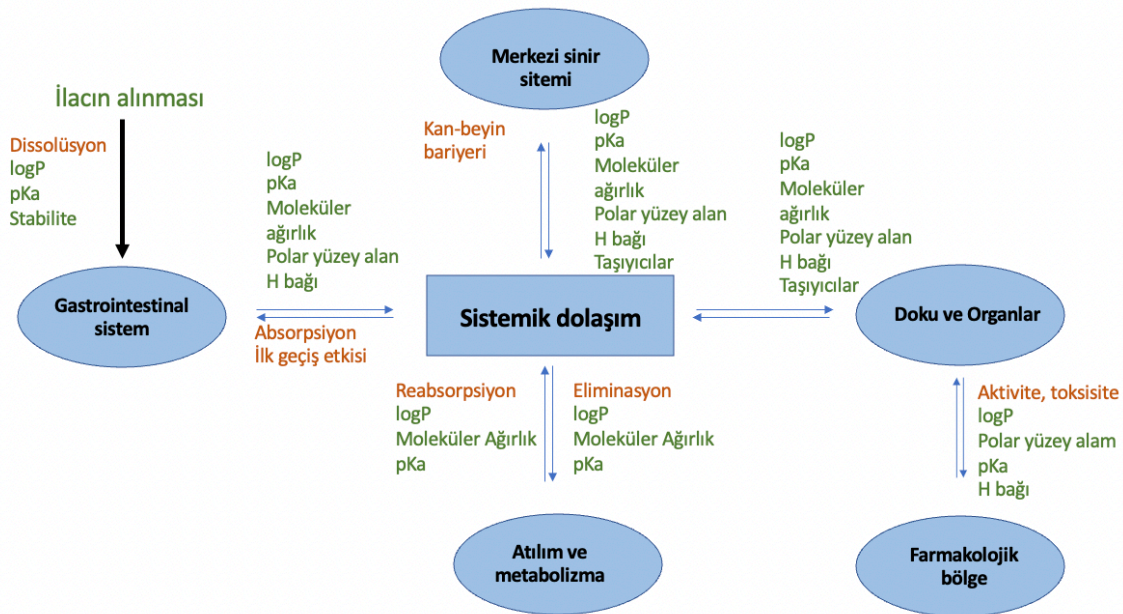 Merkezi sinir
sitemi
İlacın alınması
Dissolüsyon
logP
pKa
Stabilite
Kan-beyin
bariyeri
logP
pKa
Moleküler
ağırlık
Polar yüzey alan
H bağı
Taşıyıcılar
logP
pKa
Moleküler
ağırlık
Polar yüzey alan
H bağı
logP
pKa
Moleküler
ağırlık
Polar yüzey alan
H bağı
Taşıyıcılar
Gastrointestinal
sistem
Absorpsiyon
İlk geçiş etkisi
Sistemik dolaşım
Doku ve Organlar
Reabsorpsiyon
logP
Moleküler Ağırlık
pKa
Eliminasyon
logP
Moleküler Ağırlık
pKa
Aktivite, toksisite
logP
Polar yüzey alam
pKa
H bağı
Atılım ve
metabolizma
Farmakolojik
bölge